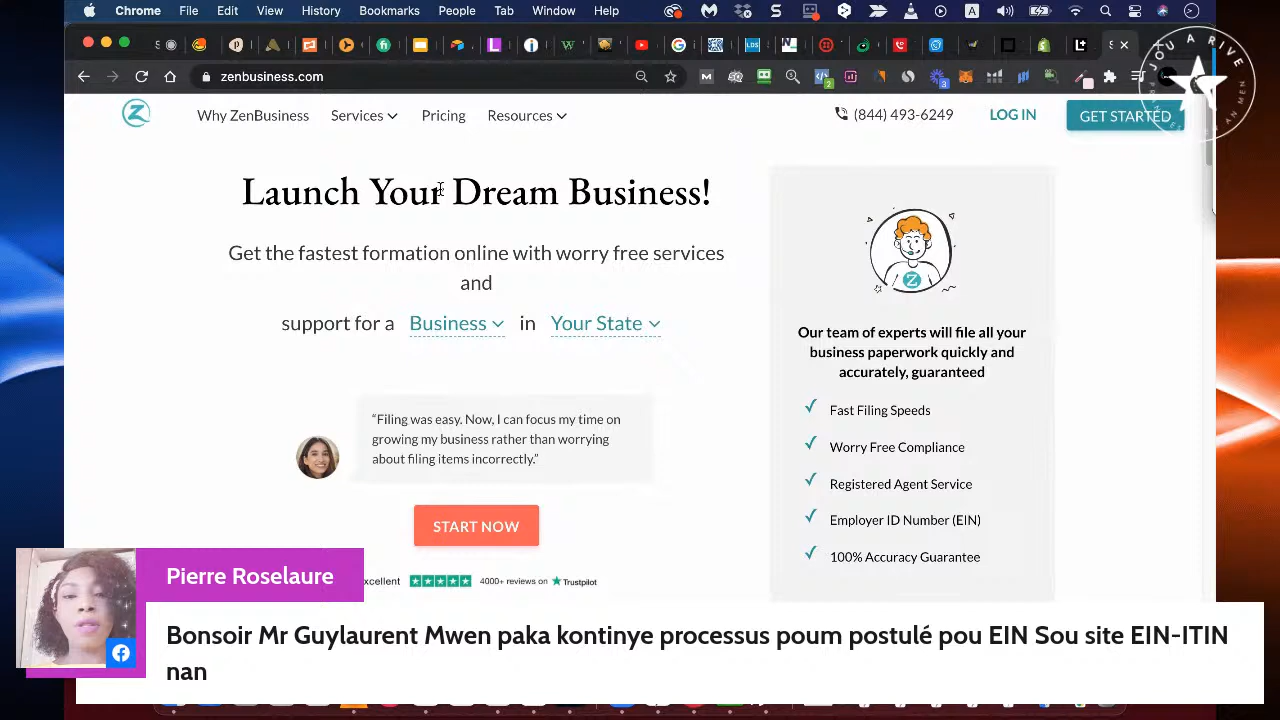 Chrome File Edit View History Bookmarks People Tab Window Help
zenbusiness.com
JOU A RIVE
Why ZenBusiness Services Pricing Resources (844) 493-6249 LOG IN GET STARTED
Launch Your Dream Business!
Get the fastest formation online with worry free services
and
support for a Business in Your State
“Filing was easy. Now, I can focus my time on
growing my business rather than worrying
about filing items incorrectly.”
START NOW
4000+ reviews on Trustpilot
Our team of experts will file all your
business paperwork quickly and
accurately, guaranteed
Fast Filing Speeds
Worry Free Compliance
Registered Agent Service
Employer ID Number (EIN)
100% Accuracy Guarantee
Pierre Roselaure
Bonsoir Mr Guylaurent Mwen paka kontinye processus poum postulé pou EIN Sou site EIN-ITIN
nan